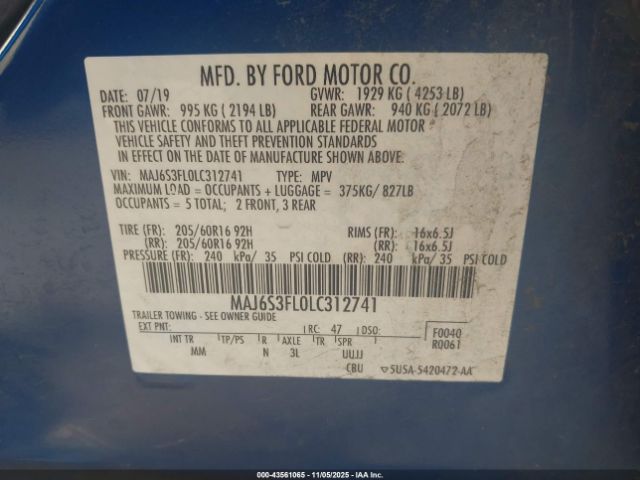 MFD. BY FORD MOTOR CO.
DATE: 07/19 GVWR: 1929 KG ( 4253 LB)
FRONT GAWR: 995 KG ( 2194 LB) REAR GAWR: 940 KG ( 2072 LB)
THIS VEHICLE CONFORMS TO ALL APPLICABLE FEDERAL MOTOR
VEHICLE SAFETY AND THEFT PREVENTION STANDARDS
IN EFFECT ON THE DATE OF MANUFACTURE SHOWN ABOVE.
VIN: MAJ6S3FL0LC312741 TYPE: MPV
MAXIMUM LOAD = OCCUPANTS + LUGGAGE = 375KG/ 827LB
OCCUPANTS = 5 TOTAL; 2 FRONT, 3 REAR
TIRE (FR): 205/60R16 92H RIMS (FR): 16x6.5J
(RR): 205/60R16 92H (RR): 16x6.5J
PRESSURE (FR): 240 kPa/ 35 PSI COLD (RR): 240 kPa/ 35 PSI COLD
MAJ6S3FL0LC312741
TRAILER TOWING - SEE OWNER GUIDE
EXT PNT: RC: 47 DSO: F0040
INT TR TP/PS R AXLE TR SPR R0061
MM N 3L UUJJ
CBU 5USA-5420472-AA
000-43561065 - 11/05/2025 - IAA Inc.